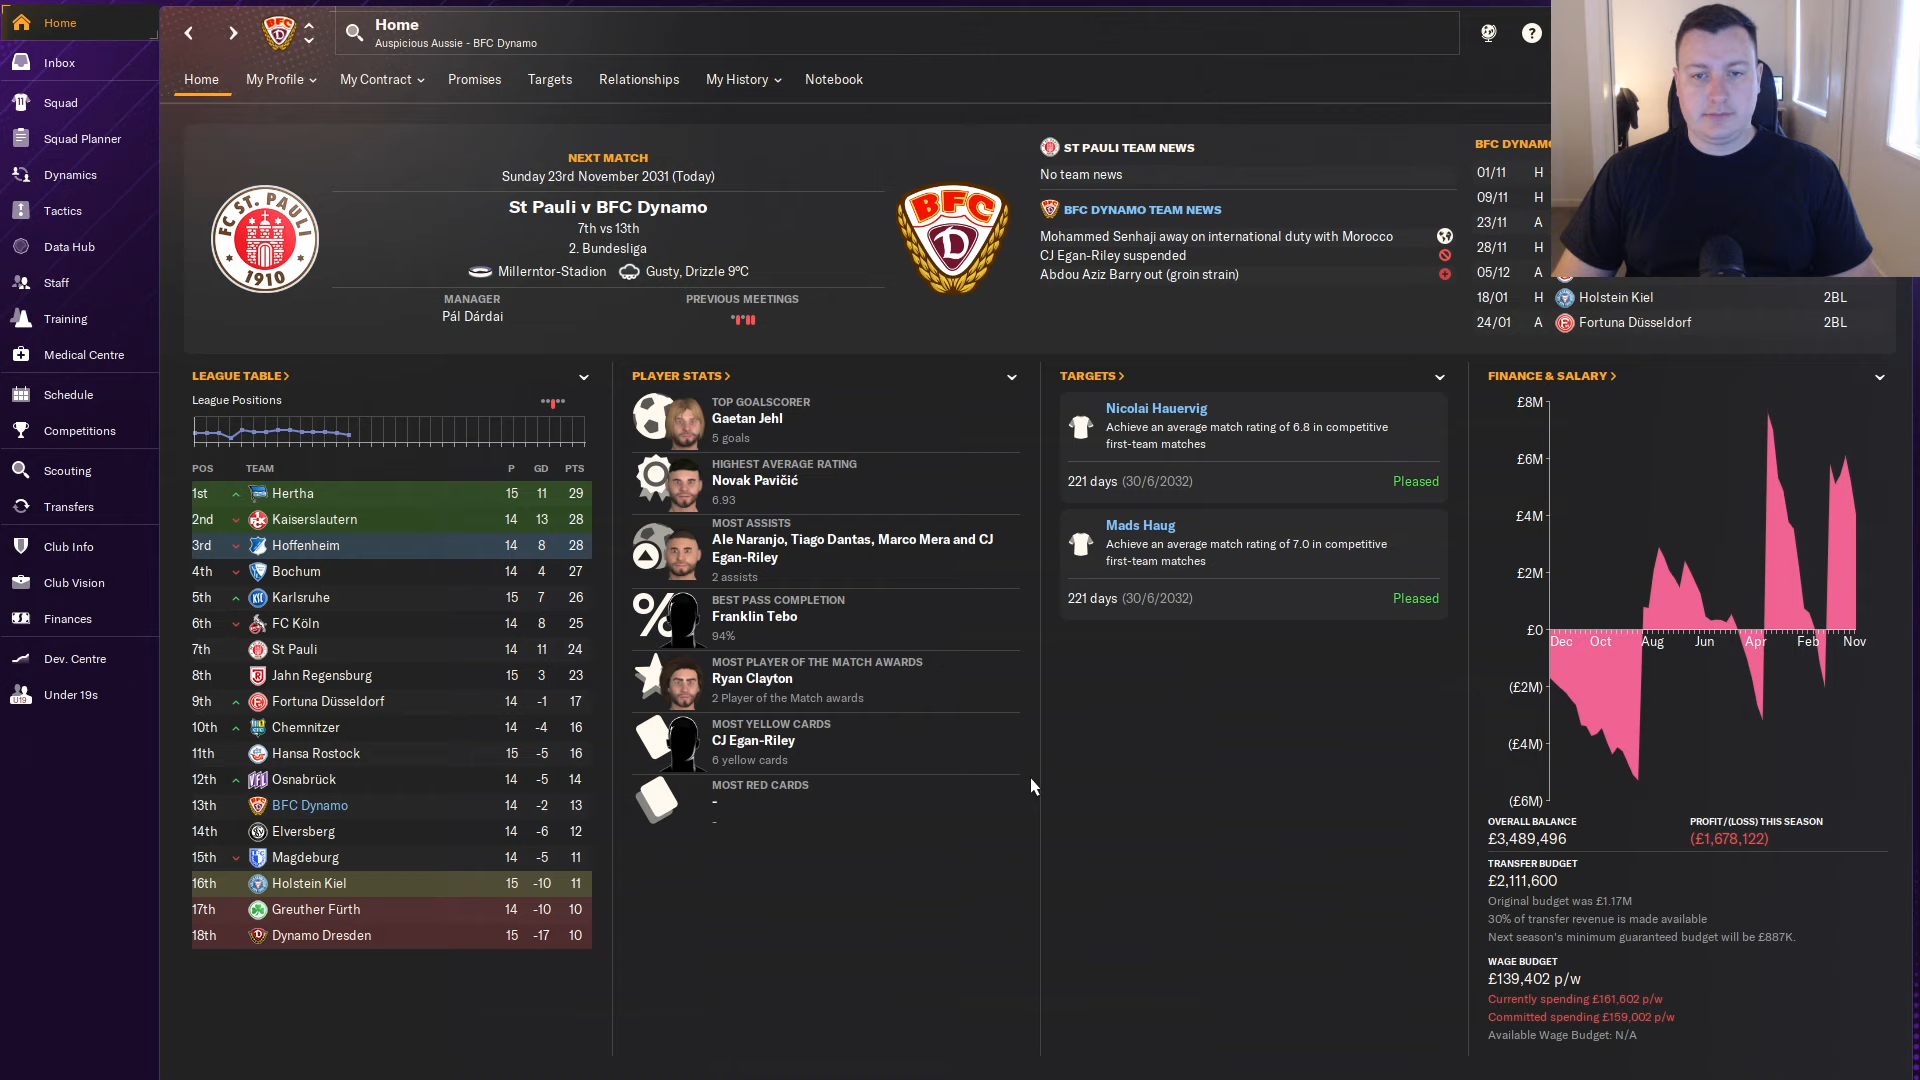 Home
Inbox
Squad
Squad Planner
Dynamics
Tactics
Data Hub
Staff
Training
Medical Centre
Schedule
Competitions
Scouting
Transfers
Club Info
Club Vision
Finances
Dev. Centre
Under 19s
Home
Auspicious Aussie - BFC Dynamo
Home
My Profile
My Contract
Promises
Targets
Relationships
My History
Notebook
FC ST. PAULI
1910
NEXT MATCH
Sunday 23rd November 2031 (Today)
St Pauli v BFC Dynamo
7th vs 13th
2. Bundesliga
Millerntor-Stadion
Gusty, Drizzle 9ºC
MANAGER
Pál Dárdai
PREVIOUS MEETINGS
BFC
D
ST PAULI TEAM NEWS
No team news
BFC DYNAMO TEAM NEWS
Mohammed Senhaji away on international duty with Morocco
CJ Egan-Riley suspended
Abdou Aziz Barry out (groin strain)
BFC DYNAM
01/11 H
09/11 H
23/11 A
28/11 H
05/12 A
18/01 H Holstein Kiel 2BL
24/01 A Fortuna Düsseldorf 2BL
LEAGUE TABLE
League Positions
POS TEAM P GD PTS
1st Hertha 15 11 29
2nd Kaiserslautern 14 13 28
3rd Hoffenheim 14 8 28
4th Bochum 14 4 27
5th Karlsruhe 15 7 26
6th FC Köln 14 8 25
7th St Pauli 14 11 24
8th Jahn Regensburg 15 3 23
9th Fortuna Düsseldorf 14 -1 17
10th Chemnitzer 14 -4 16
11th Hansa Rostock 15 -5 16
12th Osnabrück 14 -5 14
13th BFC Dynamo 14 -2 13
14th Elversberg 14 -6 12
15th Magdeburg 14 -5 11
16th Holstein Kiel 15 -10 11
17th Greuther Fürth 14 -10 10
18th Dynamo Dresden 15 -17 10
PLAYER STATS
TOP GOALSCORER
Gaetan Jehl
5 goals
HIGHEST AVERAGE RATING
Novak Pavičić
6.93
MOST ASSISTS
Ale Naranjo, Tiago Dantas, Marco Mera and CJ
Egan-Riley
2 assists
BEST PASS COMPLETION
Franklin Tebo
94%
MOST PLAYER OF THE MATCH AWARDS
Ryan Clayton
2 Player of the Match awards
MOST YELLOW CARDS
CJ Egan-Riley
6 yellow cards
MOST RED CARDS
-
-
TARGETS
Nicolai Hauervig
Achieve an average match rating of 6.8 in competitive
first-team matches
221 days (30/6/2032) Pleased
Mads Haug
Achieve an average match rating of 7.0 in competitive
first-team matches
221 days (30/6/2032) Pleased
FINANCE & SALARY
£8M
£6M
£4M
£2M
£0
Dec Oct Aug Jun Apr Feb Nov
(£2M)
(£4M)
(£6M)
OVERALL BALANCE
£3,489,496
PROFIT/(LOSS) THIS SEASON
(£1,678,122)
TRANSFER BUDGET
£2,111,600
Original budget was £1.17M
30% of transfer revenue is made available
Next season's minimum guaranteed budget will be £887K.
WAGE BUDGET
£139,402 p/w
Currently spending £161,602 p/w
Committed spending £159,002 p/w
Available Wage Budget: N/A